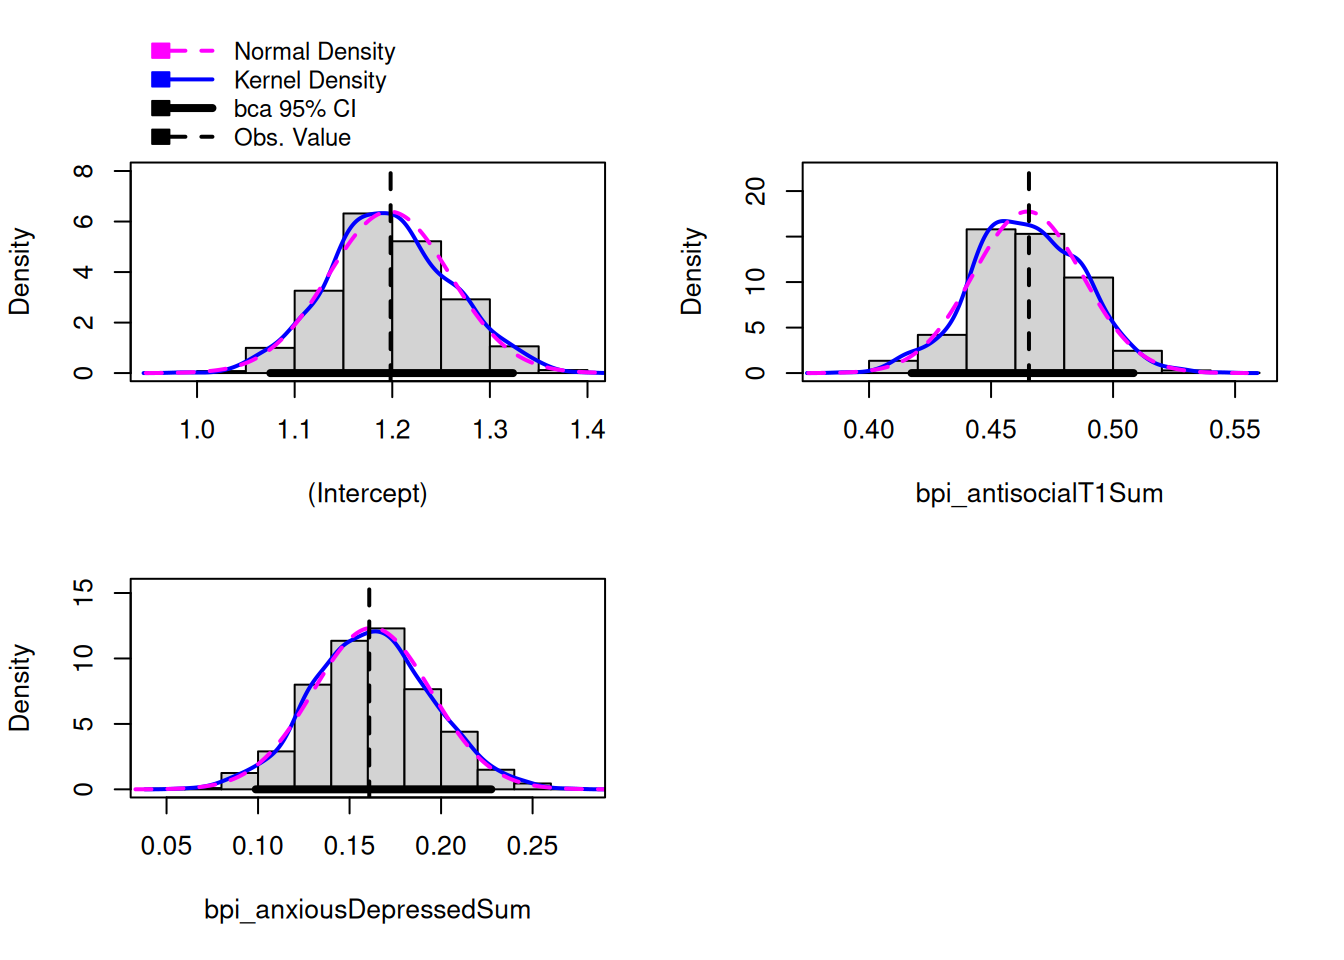 Normal Density
Kernel Density
bca 95% CI
Obs. Value
Density
8
6
4
2
0
1.0 1.1 1.2 1.3 1.4
(Intercept)
Density
20
10
5
0
0.40 0.45 0.50 0.55
bpi_antisocialT1Sum
Density
15
10
5
0
0.05 0.10 0.15 0.20 0.25
bpi_anxiousDepressedSum